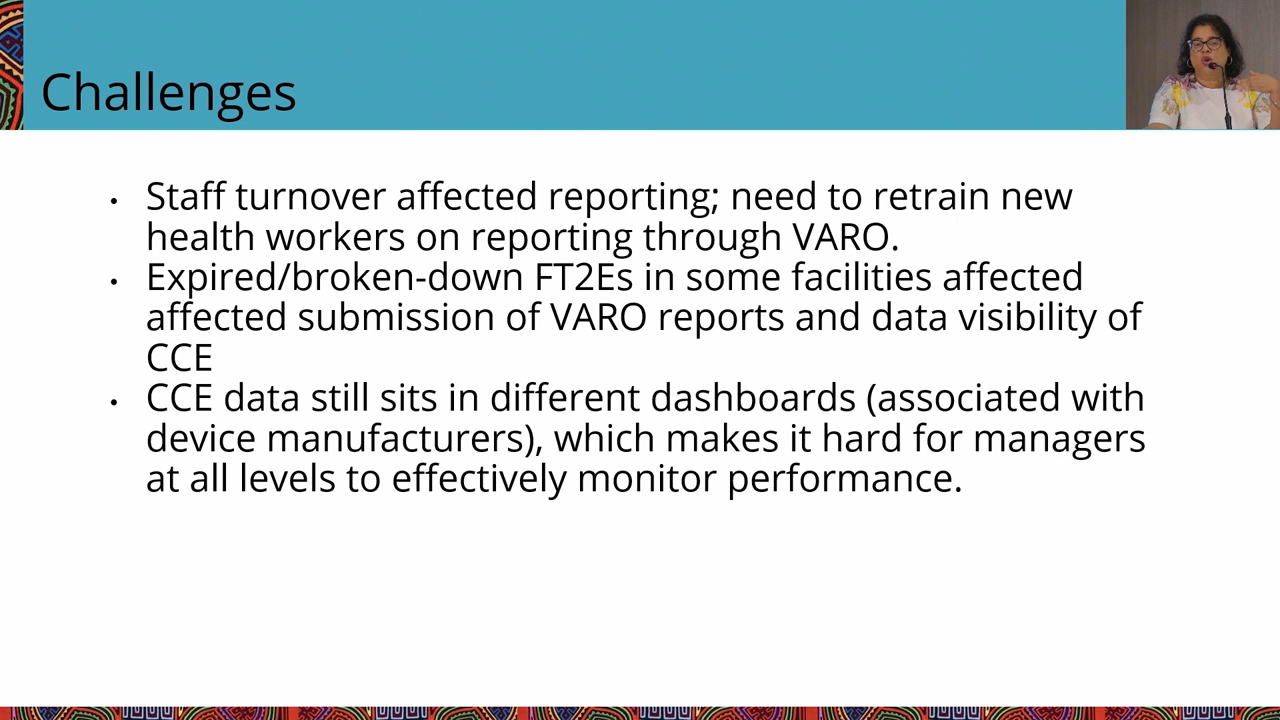 Challenges
• Staff turnover affected reporting; need to retrain new
health workers on reporting through VARO.
• Expired/broken-down FT2Es in some facilities affected
affected submission of VARO reports and data visibility of
CCE
• CCE data still sits in different dashboards (associated with
device manufacturers), which makes it hard for managers
at all levels to effectively monitor performance.